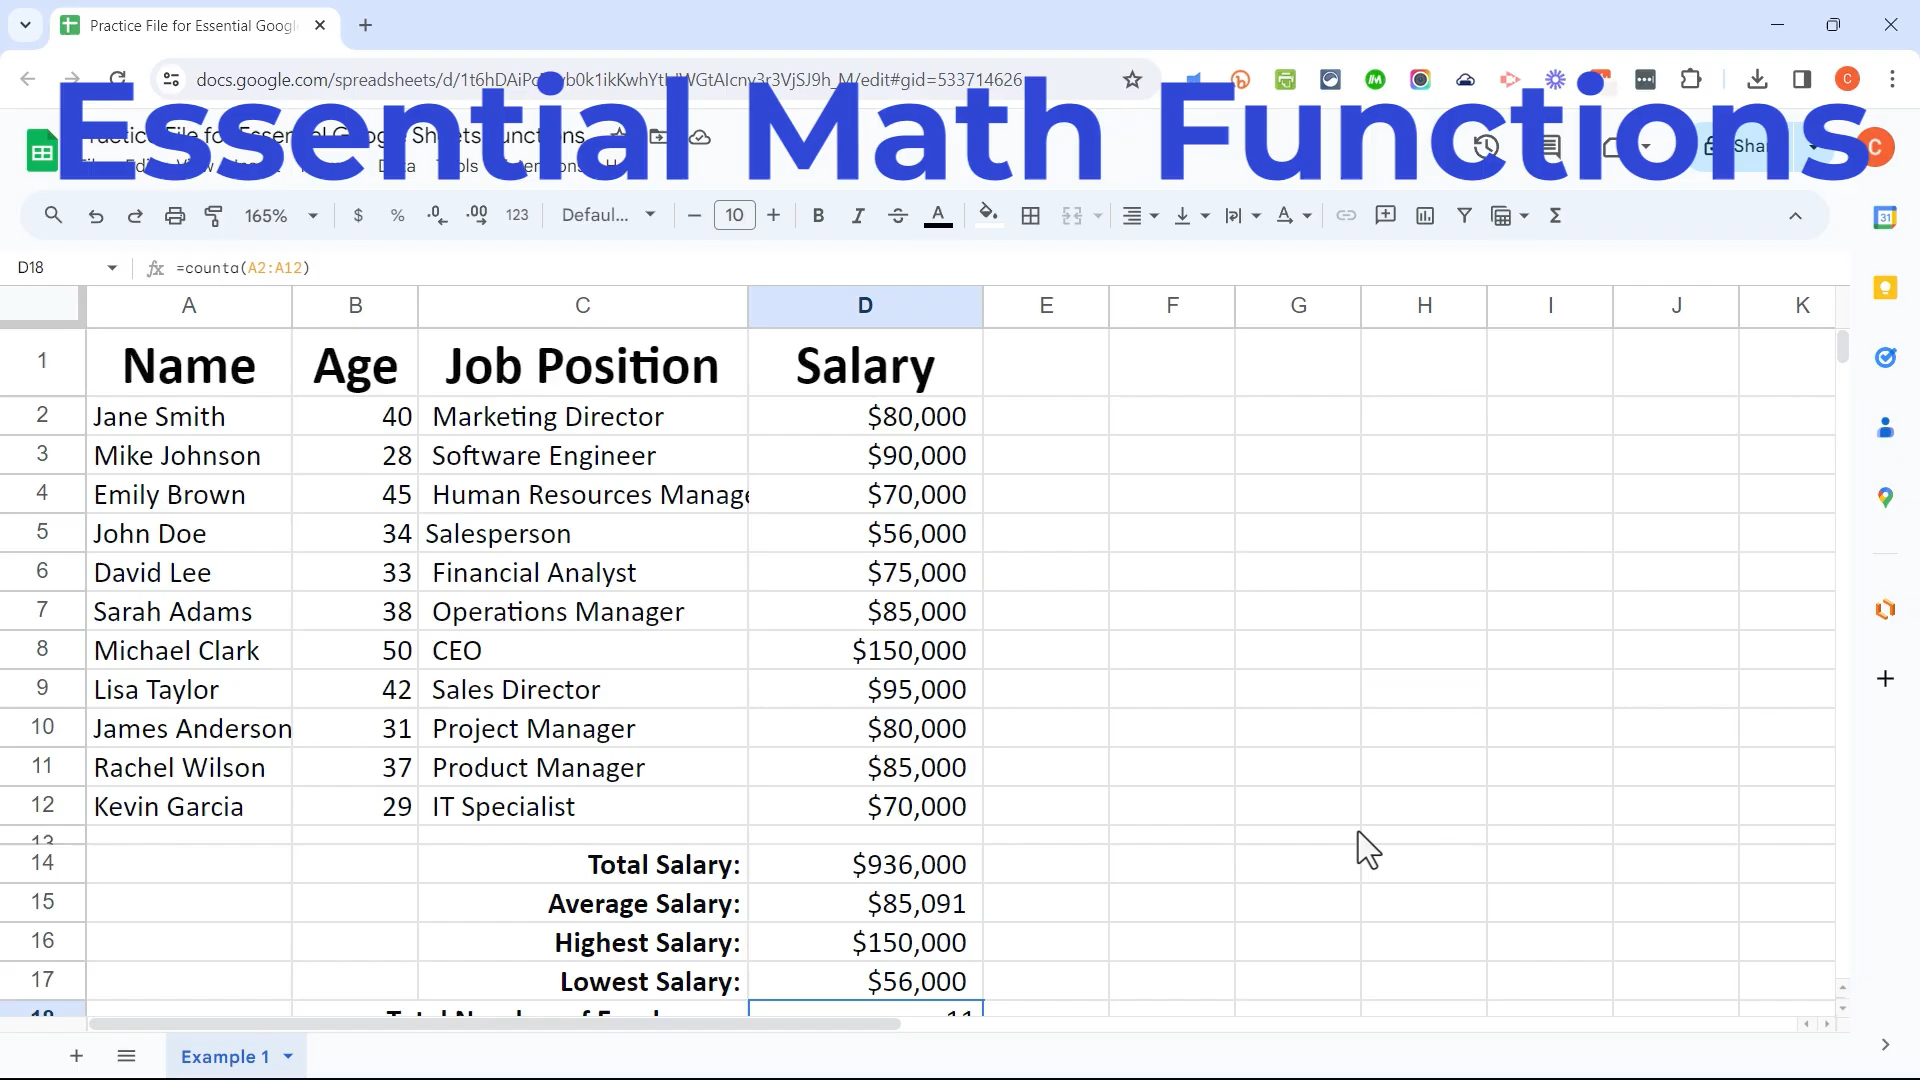 Practice File for Essential Googl
docs.google.com/spreadsheets/d/1t6hDAiP
b0k1ikKwhYt
WGtAlcny3r3VjSJ9h_M/edit#gid=533714626
Essential Math Functions
Share
165% $ % .0 .00 123 Defaul... 10 B I A
D18 =counta(A2:A12)
A B C D E F G H I J K
1 Name Age Job Position Salary
2 Jane Smith 40 Marketing Director $80,000
3 Mike Johnson 28 Software Engineer $90,000
4 Emily Brown 45 Human Resources Manage $70,000
5 John Doe 34 Salesperson $56,000
6 David Lee 33 Financial Analyst $75,000
7 Sarah Adams 38 Operations Manager $85,000
8 Michael Clark 50 CEO $150,000
9 Lisa Taylor 42 Sales Director $95,000
10 James Anderson 31 Project Manager $80,000
11 Rachel Wilson 37 Product Manager $85,000
12 Kevin Garcia 29 IT Specialist $70,000
13
14 Total Salary: $936,000
15 Average Salary: $85,091
16 Highest Salary: $150,000
17 Lowest Salary: $56,000
18 11
Example 1